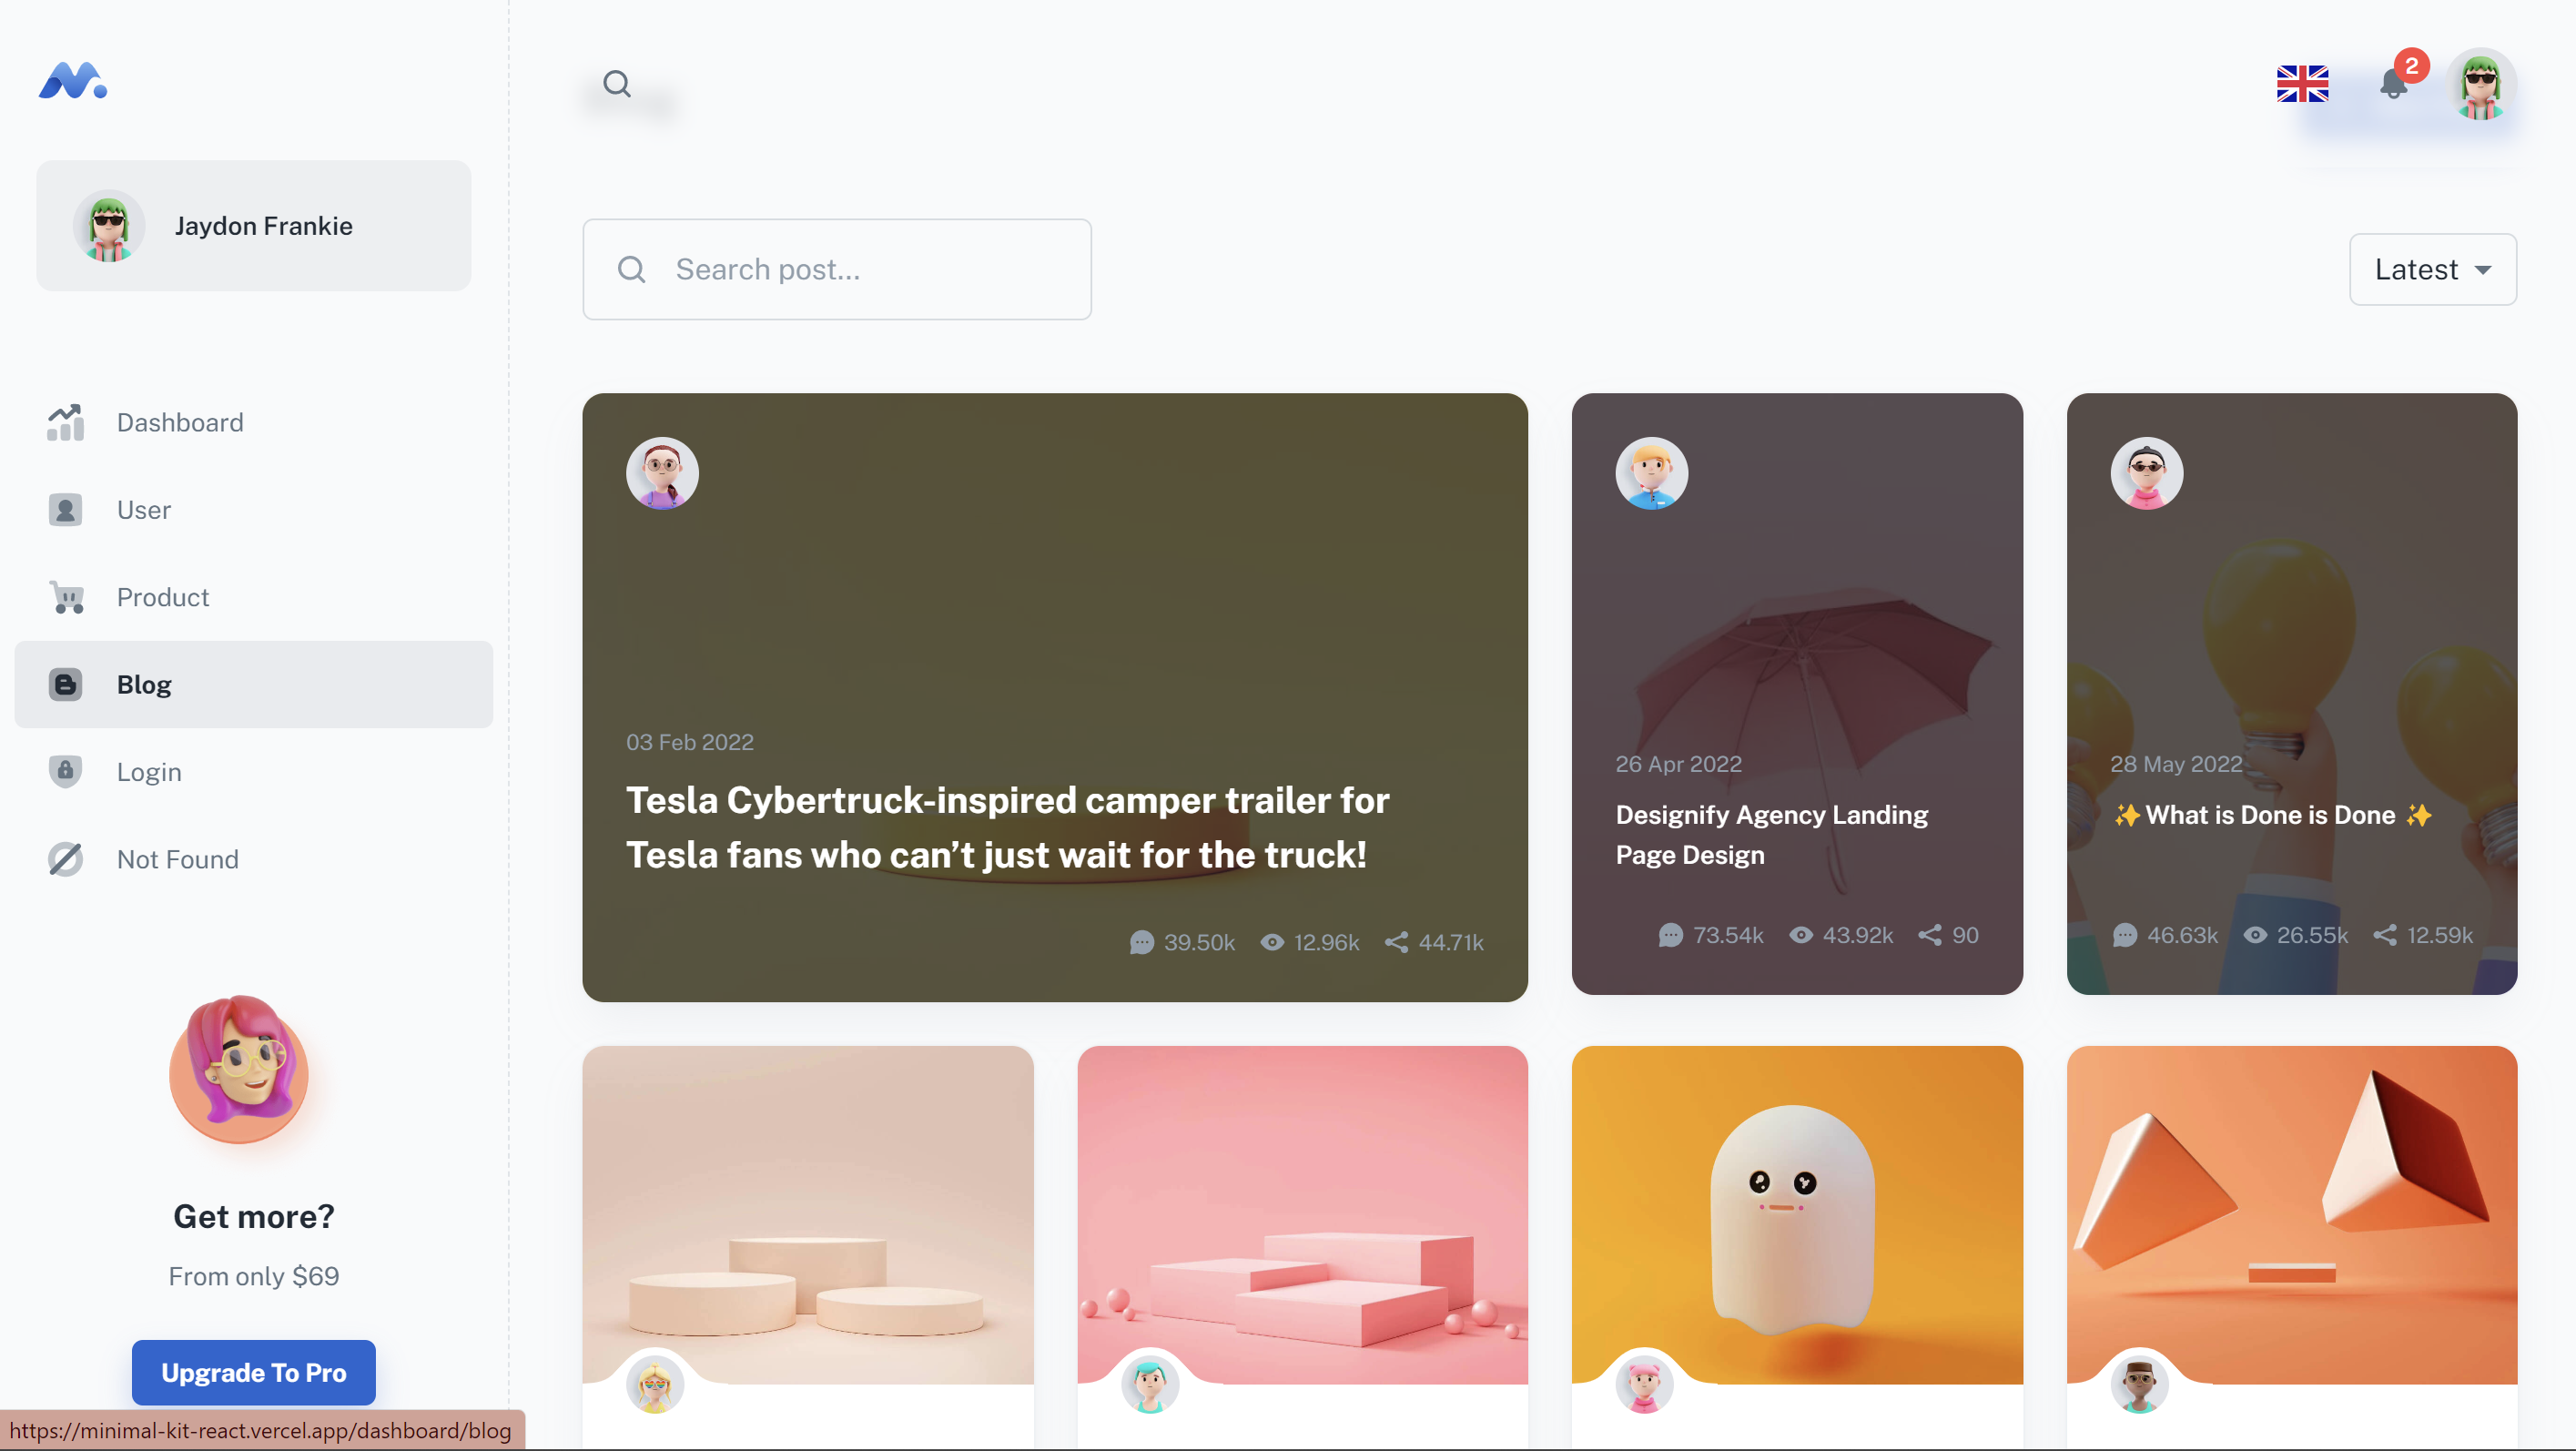 2
Jaydon Frankie
Search post...
Latest
Dashboard
User
Product
Blog
Login
Not Found
03 Feb 2022
Tesla Cybertruck-inspired camper trailer for
Tesla fans who can’t just wait for the truck!
39.50k 12.96k 44.71k
26 Apr 2022
Designify Agency Landing
Page Design
73.54k 43.92k 90
28 May 2022
✨What is Done is Done ✨
46.63k 26.55k 12.59k
Get more?
From only $69
Upgrade To Pro
https://minimal-kit-react.vercel.app/dashboard/blog